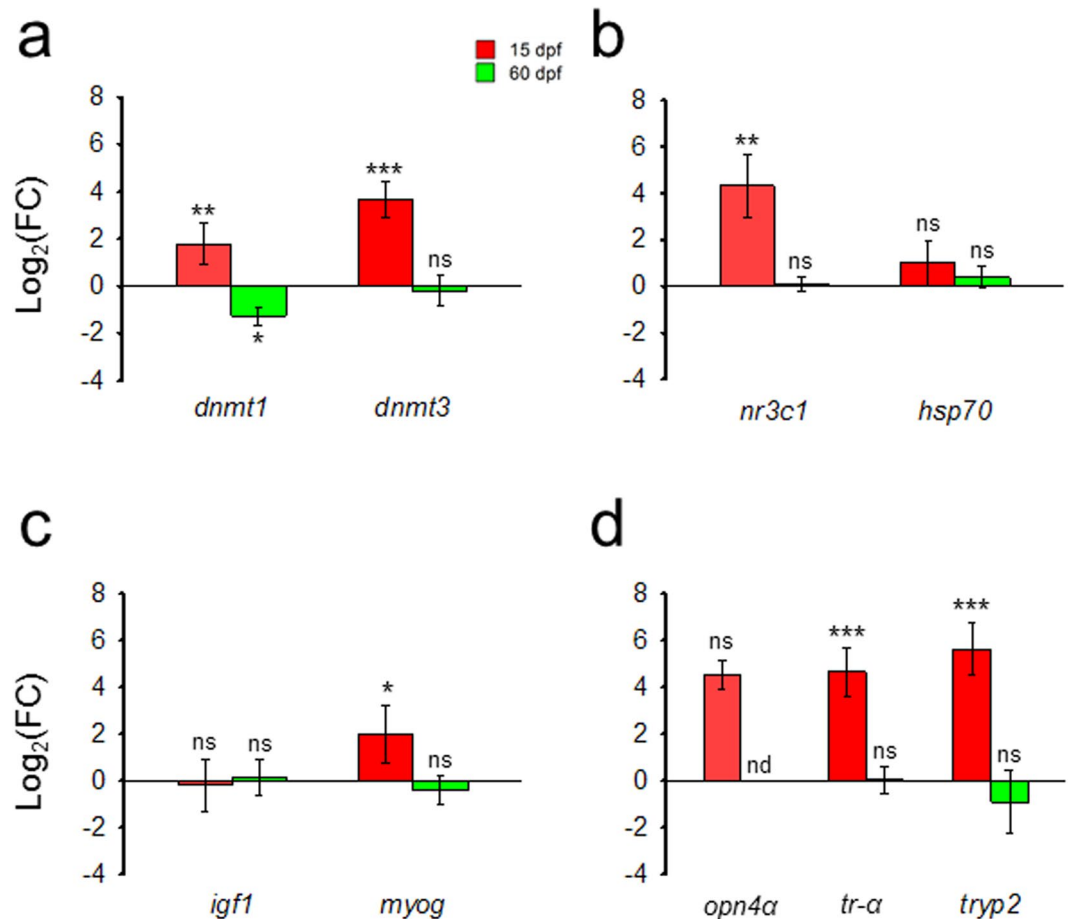 a
15 dpf
60 dpf
8
6
4
2
0
-2
-4
Log₂(FC)
**
*
***
ns
dnmt1 dnmt3
b
8
6
4
2
0
-2
-4
**
ns
ns
ns
nr3c1 hsp70
c
8
6
4
2
0
-2
-4
Log₂(FC)
ns
ns
*
ns
igf1 myog
d
8
6
4
2
0
-2
-4
ns
nd
***
ns
***
ns
opn4α tr-α tryp2